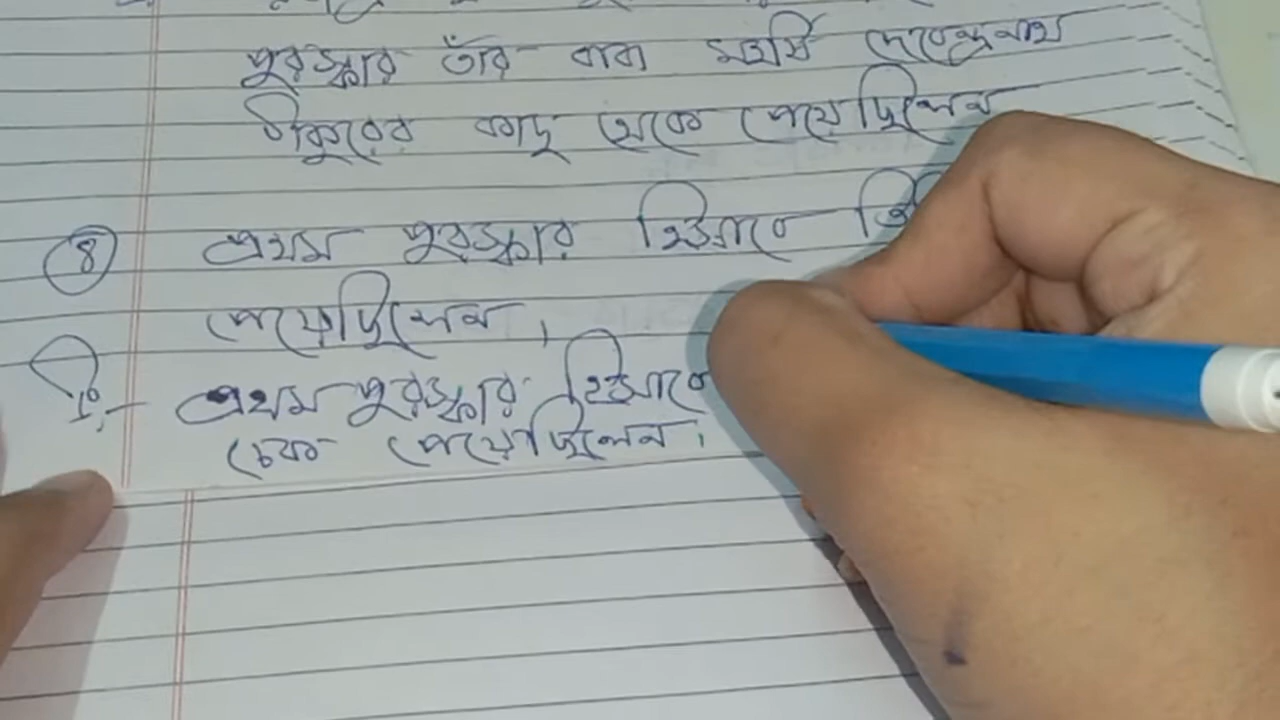 পুরস্কার তাঁর বাবা মহর্ষি দেবেন্দ্রনাথ
ঠাকুরের কাছ থেকে পেয়েছিলেন
৪ প্রথম পুরস্কার হিসাবে
পেয়েছিলেন।
উঃ- প্রথম পুরস্কার হিসাবে
চেক পেয়েছিলেন।